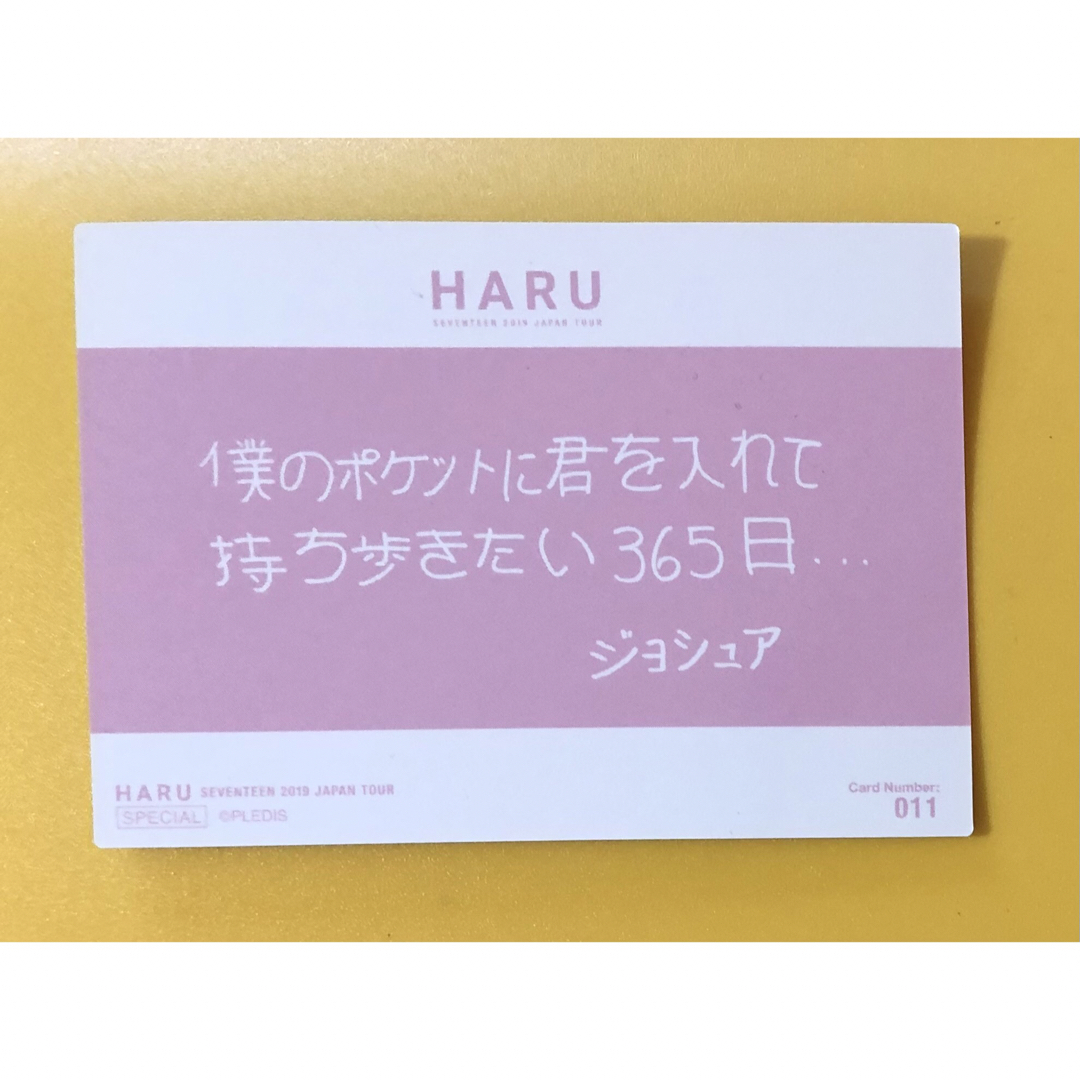 HARU
SEVENTEEN 2019 JAPAN TOUR
僕のポケットに君を入れて
持ち歩きたい365日...
ジョシュア
HARU SEVENTEEN 2019 JAPAN TOUR
SPECIAL ©PLEDIS
Card Number:
011